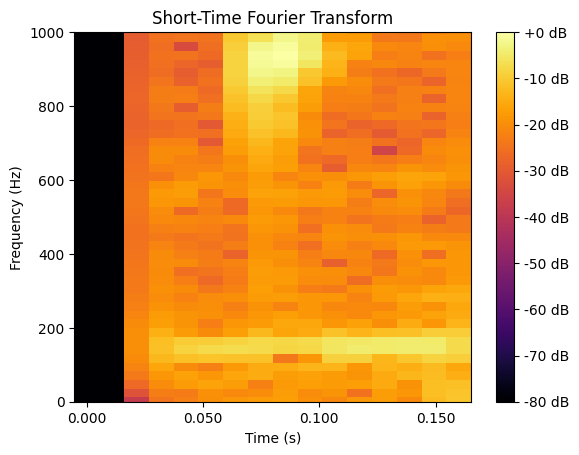 Short-Time Fourier Transform
1000
800
600
400
200
0
Frequency (Hz)
0.000
0.050
0.100
0.150
Time (s)
+0 dB
-10 dB
-20 dB
-30 dB
-40 dB
-50 dB
-60 dB
-70 dB
-80 dB